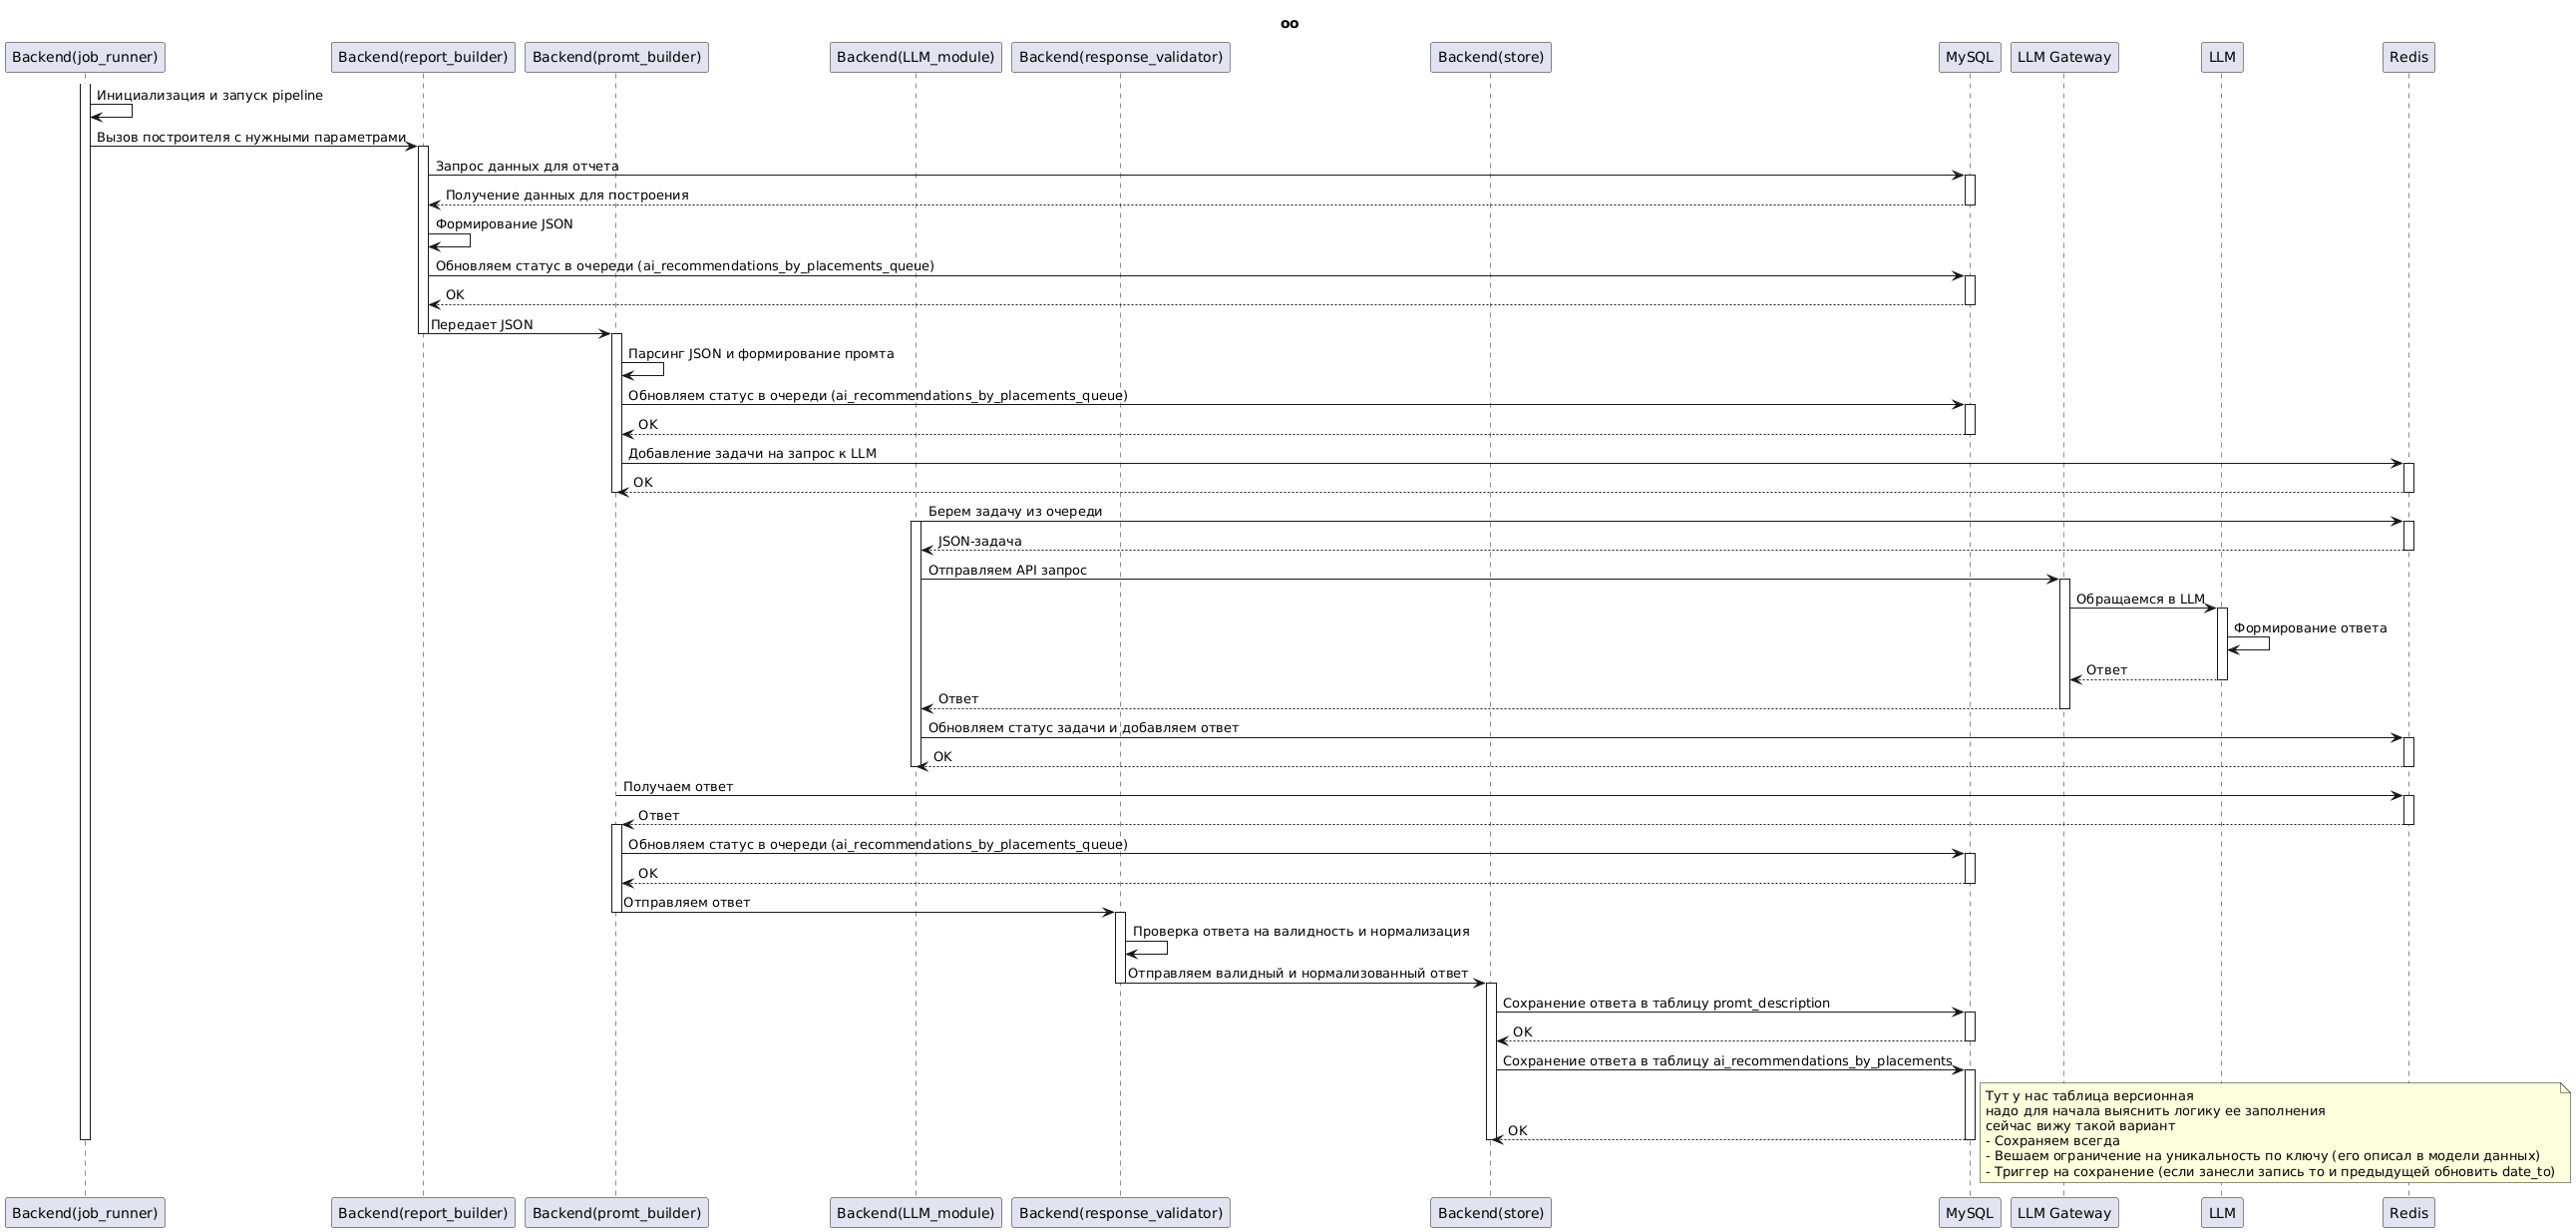 oo
Backend(job_runner)
Backend(report_builder)
Backend(promt_builder)
Backend(LLM_module)
Backend(response_validator)
Backend(store)
MySQL
LLM Gateway
LLM
Redis
Инициализация и запуск pipeline
Вызов построителя с нужными параметрами
Запрос данных для отчета
Получение данных для построения
Формирование JSON
Обновляем статус в очереди (ai_recommendations_by_placements_queue)
OK
Передает JSON
Парсинг JSON и формирование промта
Обновляем статус в очереди (ai_recommendations_by_placements_queue)
OK
Добавление задачи на запрос к LLM
OK
Берем задачу из очереди
JSON-задача
Отправляем API запрос
Обращаемся в LLM
Формирование ответа
Ответ
Ответ
Обновляем статус задачи и добавляем ответ
OK
Получаем ответ
Ответ
Обновляем статус в очереди (ai_recommendations_by_placements_queue)
OK
Отправляем ответ
Проверка ответа на валидность и нормализация
Отправляем валидный и нормализованный ответ
Сохранение ответа в таблицу promt_description
OK
Сохранение ответа в таблицу ai_recommendations_by_placements
Тут у нас таблица версионная
надо для начала выяснить логику ее заполнения
сейчас вижу такой вариант
- Сохраняем всегда
- Вешаем ограничение на уникальность по ключу (его описал в модели данных)
- Триггер на сохранение (если занесли запись то и предыдущей обновить date_to)
OK
Backend(job_runner)
Backend(report_builder)
Backend(promt_builder)
Backend(LLM_module)
Backend(response_validator)
Backend(store)
MySQL
LLM Gateway
LLM
Redis